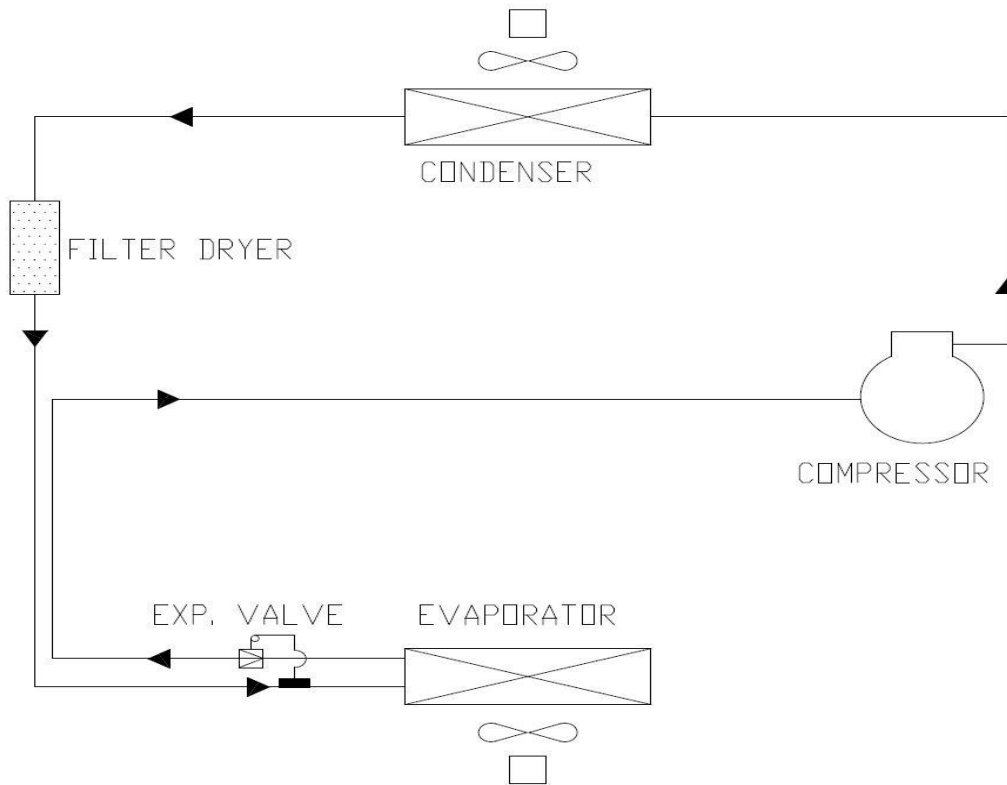 CONDENSER
FILTER DRYER
COMPRESSOR
EXP. VALVE
EVAPORATOR